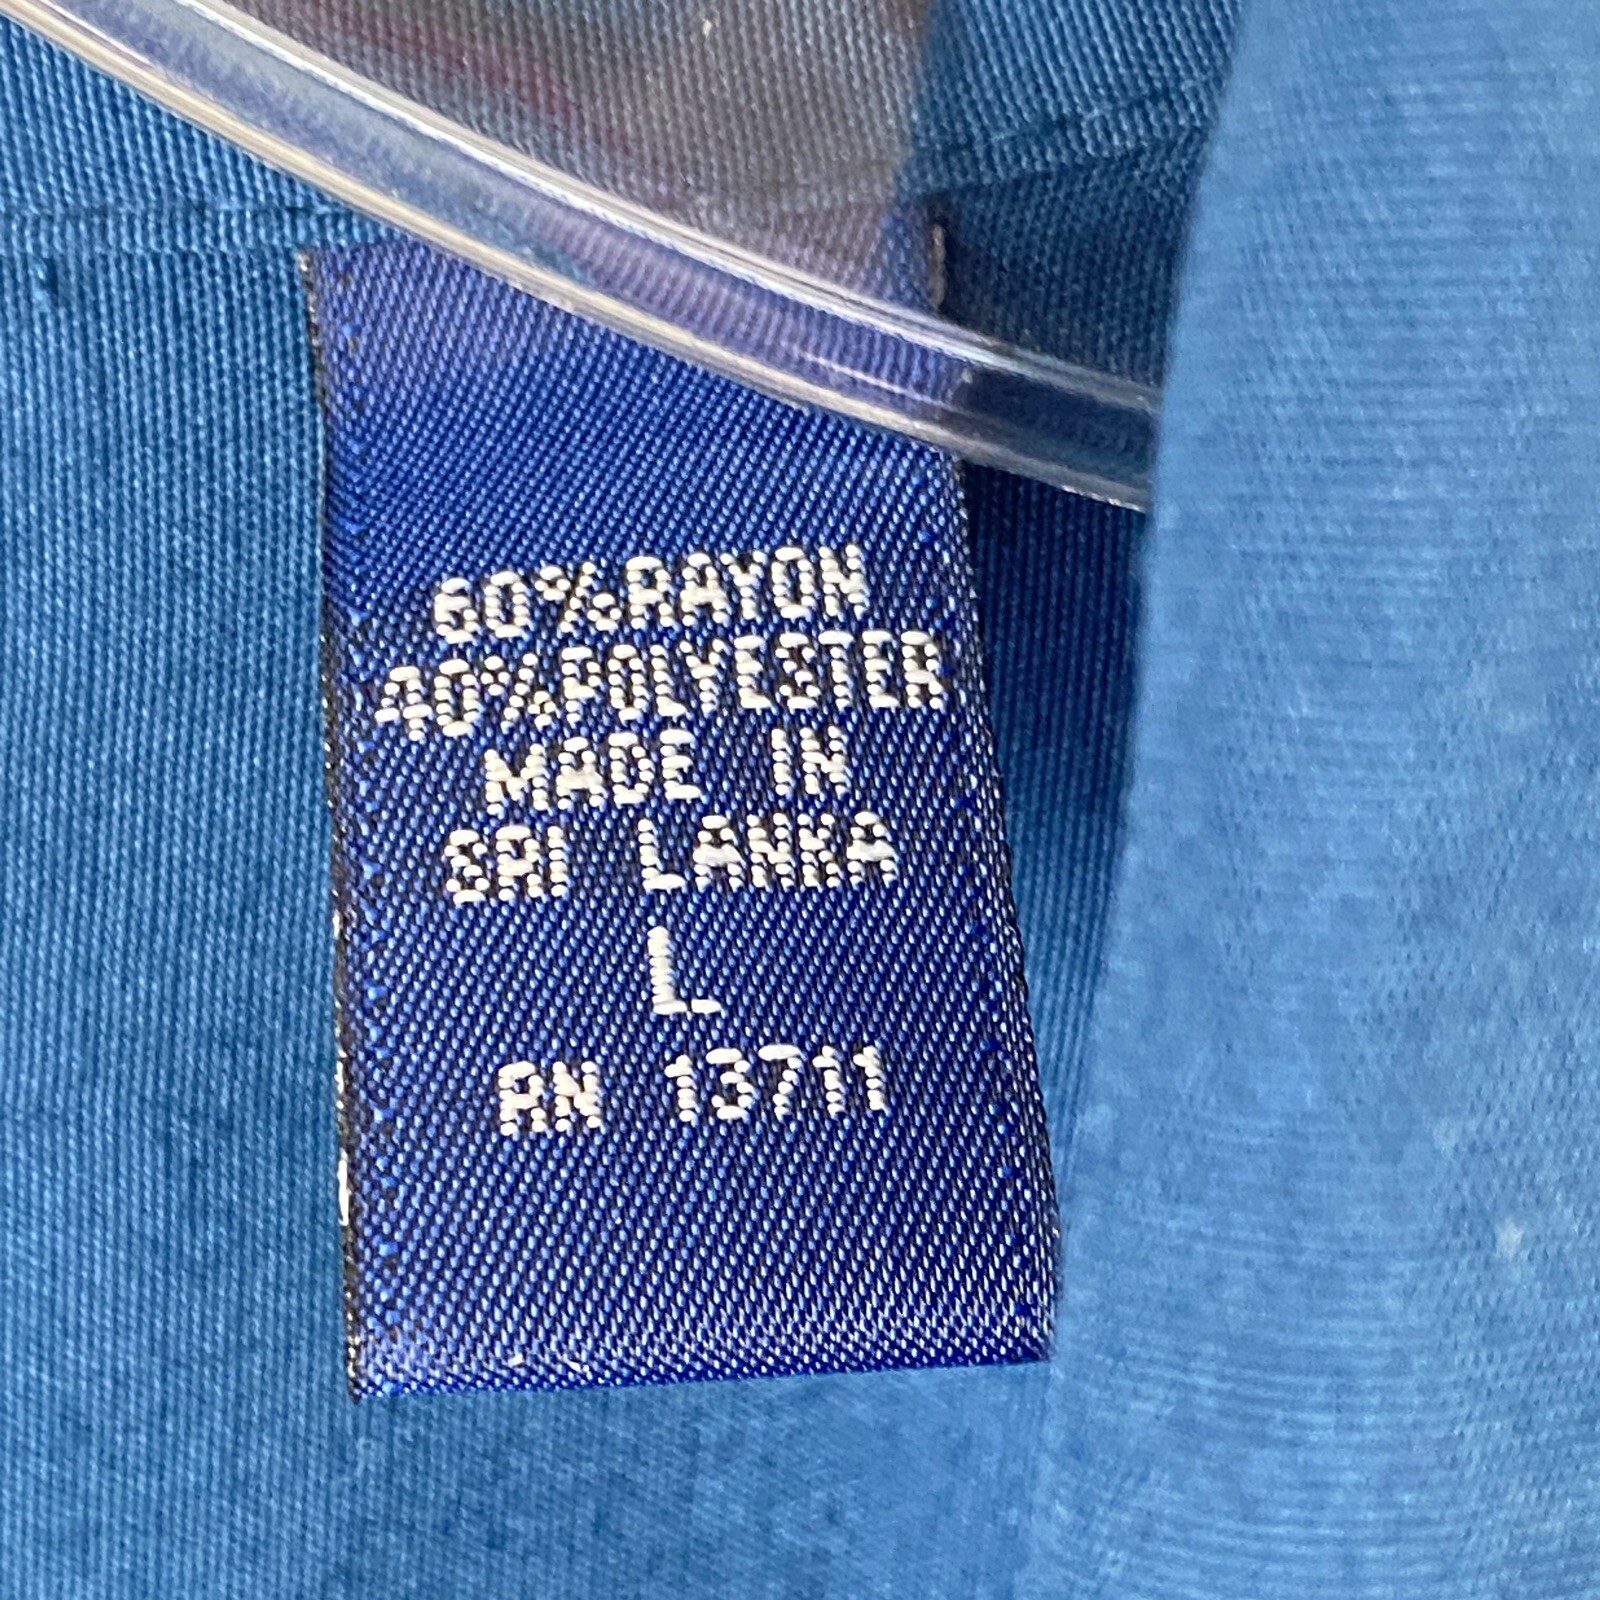 60%RAYON
40%POLYESTER
MADE IN
SRI LANKA
L
RN 13711